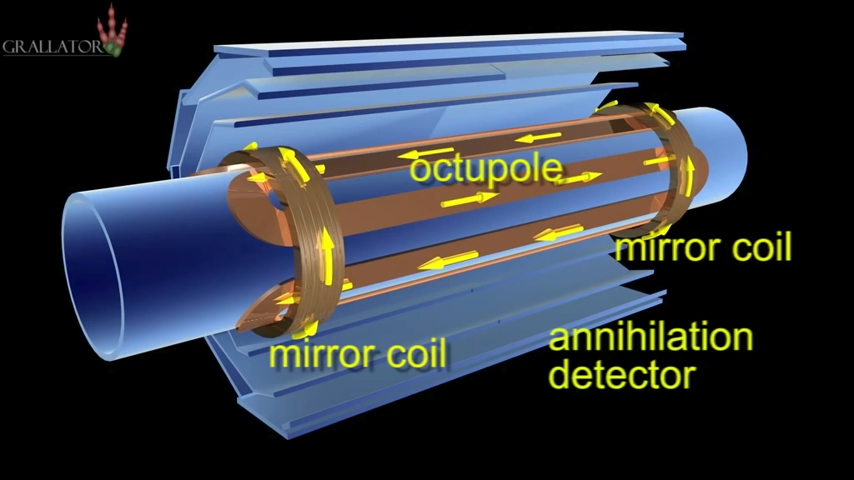 GRALLATOR
octupole
mirror coil
mirror coil
annihilation
detector